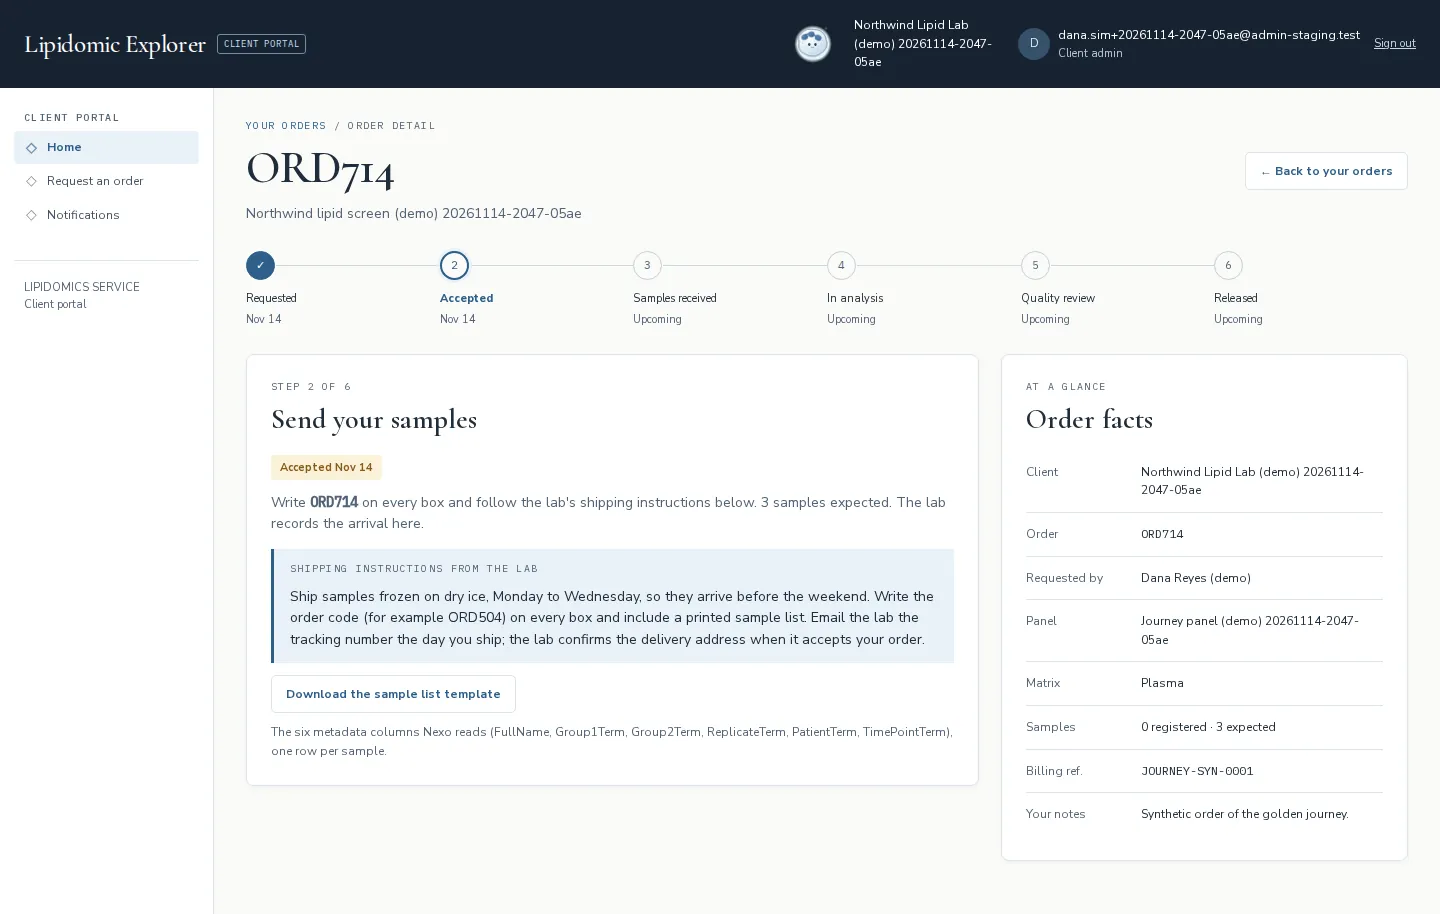 Lipidomic Explorer
CLIENT PORTAL
Northwind Lipid Lab
(demo) 20261114-2047-
05ae
D
dana.sim+20261114-2047-05ae@admin-staging.test
Client admin
Sign out
CLIENT PORTAL
Home
Request an order
Notifications
LIPIDOMICS SERVICE
Client portal
YOUR ORDERS / ORDER DETAIL
ORD714
← Back to your orders
Northwind lipid screen (demo) 20261114-2047-05ae
✓ 2 3 4 5 6
Requested Accepted Samples received In analysis Quality review Released
Nov 14 Nov 14 Upcoming Upcoming Upcoming Upcoming
STEP 2 OF 6
Send your samples
Accepted Nov 14
Write ORD714 on every box and follow the lab's shipping instructions below. 3 samples expected. The lab
records the arrival here.
SHIPPING INSTRUCTIONS FROM THE LAB
Ship samples frozen on dry ice, Monday to Wednesday, so they arrive before the weekend. Write the
order code (for example ORD504) on every box and include a printed sample list. Email the lab the
tracking number the day you ship; the lab confirms the delivery address when it accepts your order.
Download the sample list template
The six metadata columns Nexo reads (FullName, Group1Term, Group2Term, ReplicateTerm, PatientTerm, TimePointTerm),
one row per sample.
AT A GLANCE
Order facts
Client Northwind Lipid Lab (demo) 20261114-
2047-05ae
Order ORD714
Requested by Dana Reyes (demo)
Panel Journey panel (demo) 20261114-2047-
05ae
Matrix Plasma
Samples 0 registered · 3 expected
Billing ref. JOURNEY-SYN-0001
Your notes Synthetic order of the golden journey.